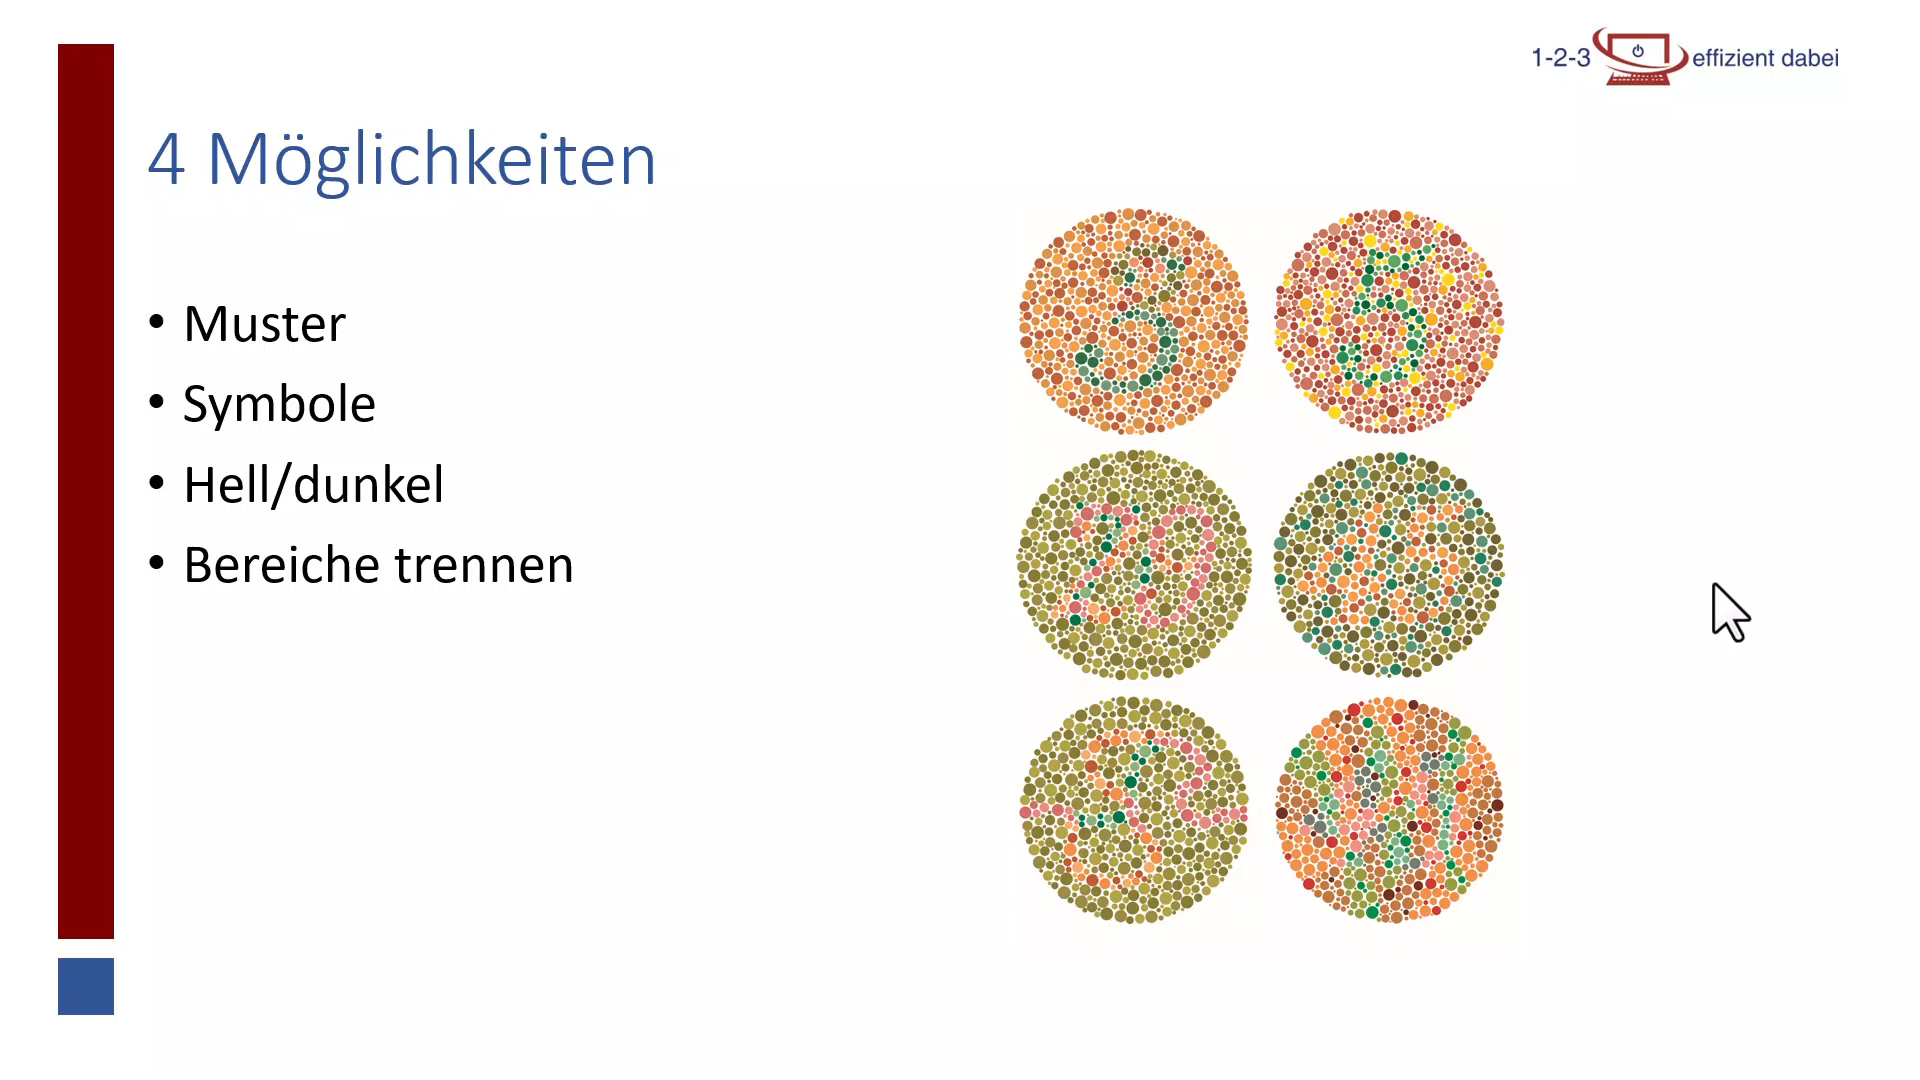 1-2-3 effizient dabei
4 Möglichkeiten
• Muster
• Symbole
• Hell/dunkel
• Bereiche trennen